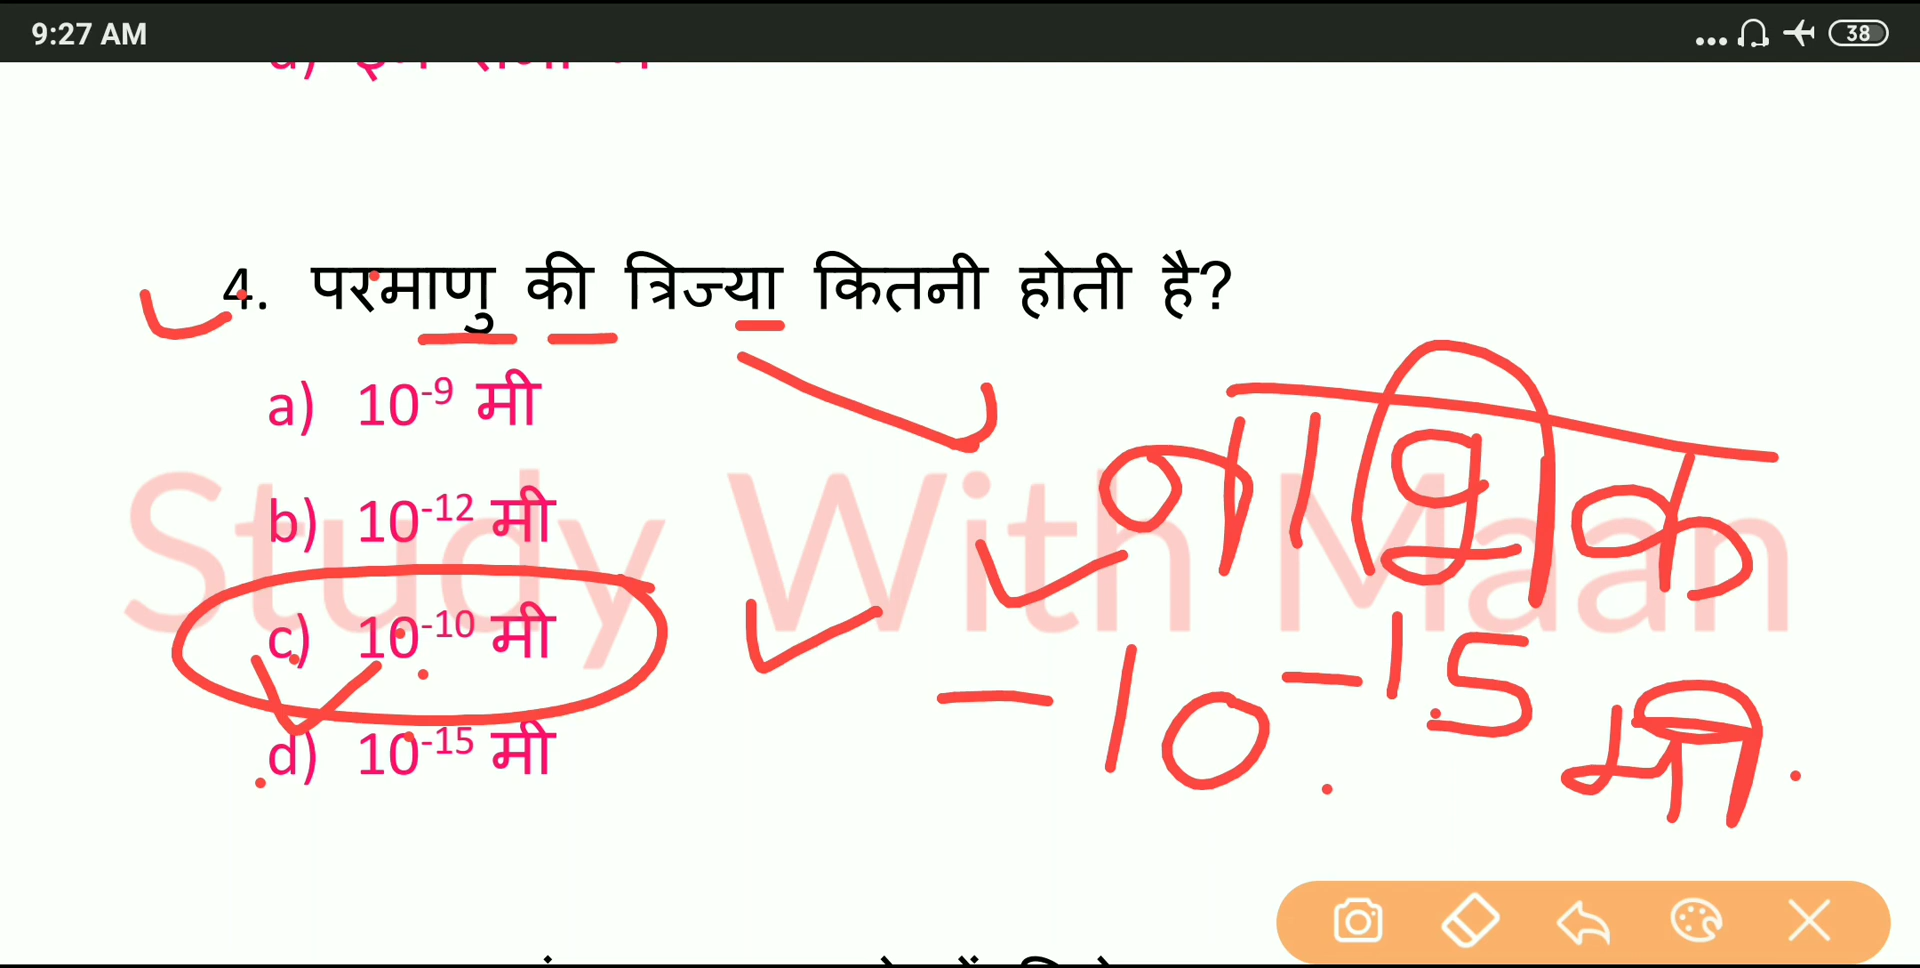 9:27 AM
38
4. परमाणु की त्रिज्या कितनी होती है?
a) 10⁻⁹ मी
b) 10⁻¹² मी
c) 10⁻¹⁰ मी
d) 10⁻¹⁵ मी
Study With Maan
नाभिक
10⁻¹⁵ मी